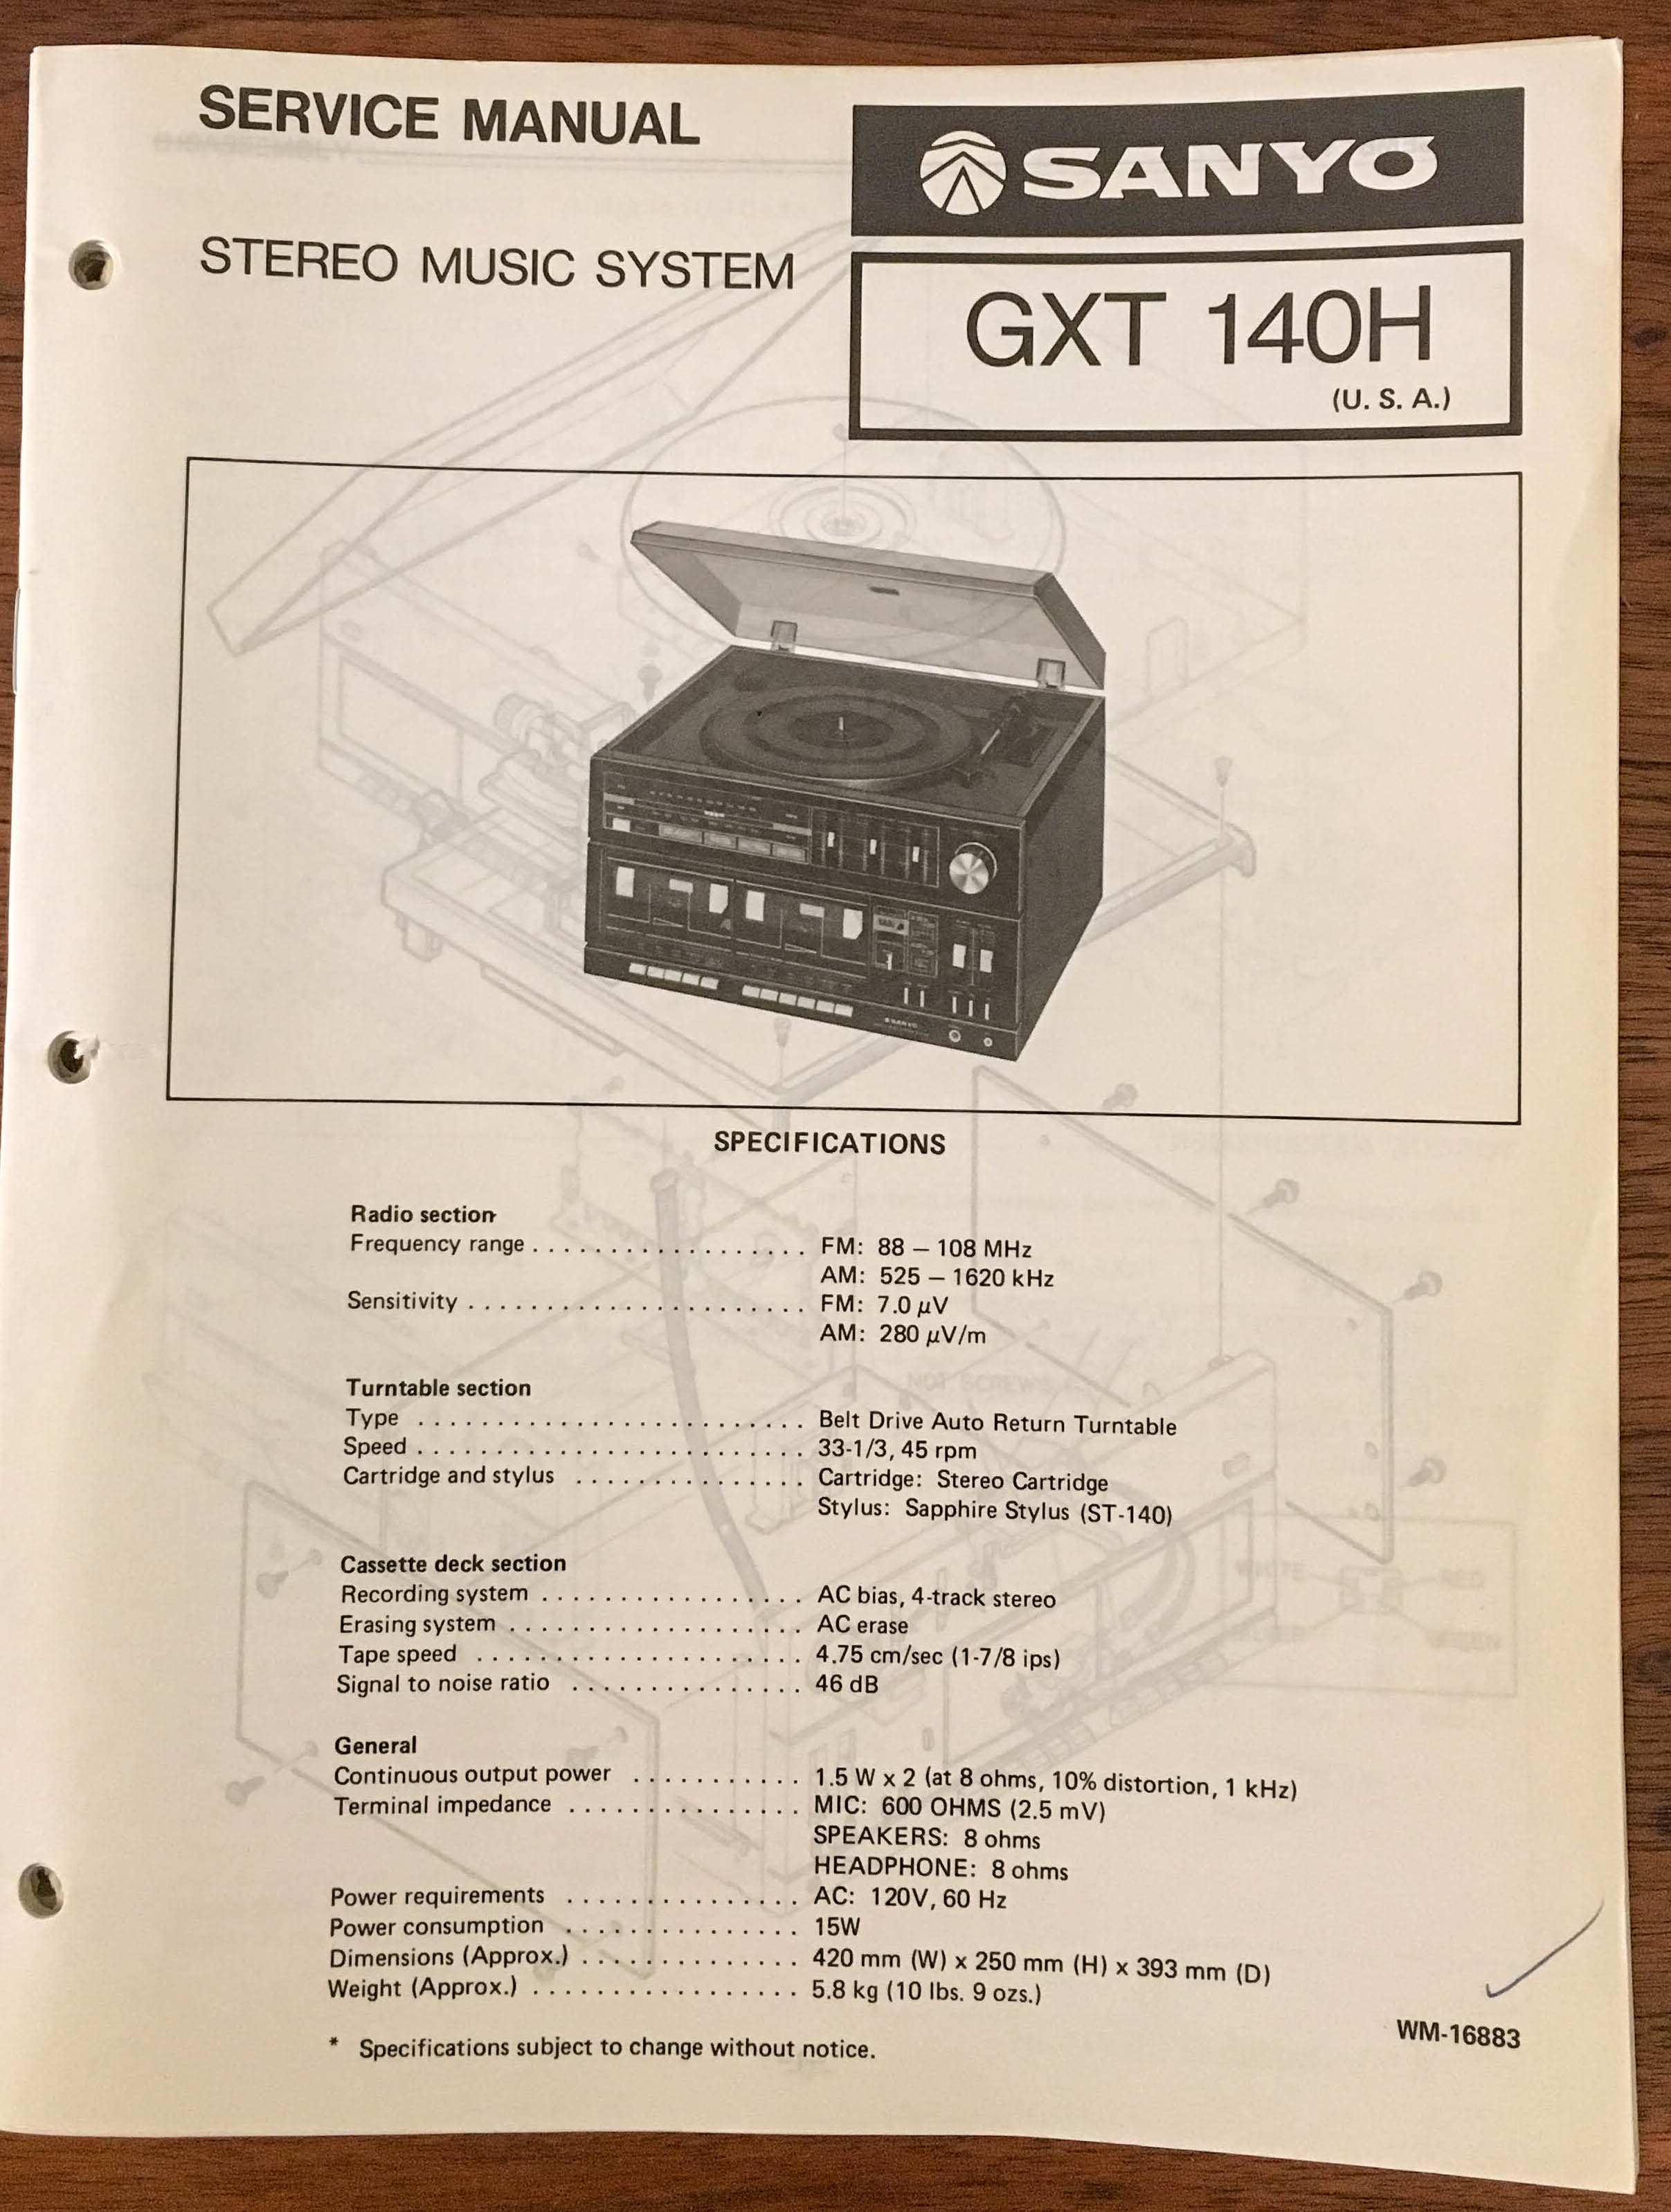 SERVICE MANUAL
SANYO
STEREO MUSIC SYSTEM
GXT 140H
(U. S. A.)
SANYO
SPECIFICATIONS
Radio section
Frequency range . . . . . . . . . . . . . . . . . . FM: 88 – 108 MHz
AM: 525 – 1620 kHz
Sensitivity . . . . . . . . . . . . . . . . . . . . . . FM: 7.0 µV
AM: 280 µV/m
Turntable section
Type . . . . . . . . . . . . . . . . . . . . . . . . . Belt Drive Auto Return Turntable
Speed . . . . . . . . . . . . . . . . . . . . . . . . . 33-1/3, 45 rpm
Cartridge and stylus . . . . . . . . . . . . . . . Cartridge: Stereo Cartridge
Stylus: Sapphire Stylus (ST-140)
Cassette deck section
Recording system . . . . . . . . . . . . . . . . . AC bias, 4-track stereo
Erasing system . . . . . . . . . . . . . . . . . . . AC erase
Tape speed . . . . . . . . . . . . . . . . . . . . . 4.75 cm/sec (1-7/8 ips)
Signal to noise ratio . . . . . . . . . . . . . . . 46 dB
General
Continuous output power . . . . . . . . . . . 1.5 W x 2 (at 8 ohms, 10% distortion, 1 kHz)
Terminal impedance . . . . . . . . . . . . . . . MIC: 600 OHMS (2.5 mV)
SPEAKERS: 8 ohms
HEADPHONE: 8 ohms
Power requirements . . . . . . . . . . . . . . . AC: 120V, 60 Hz
Power consumption . . . . . . . . . . . . . . . 15W
Dimensions (Approx.) . . . . . . . . . . . . . . 420 mm (W) x 250 mm (H) x 393 mm (D)
Weight (Approx.) . . . . . . . . . . . . . . . . . 5.8 kg (10 lbs. 9 ozs.)
* Specifications subject to change without notice.
WM-16883